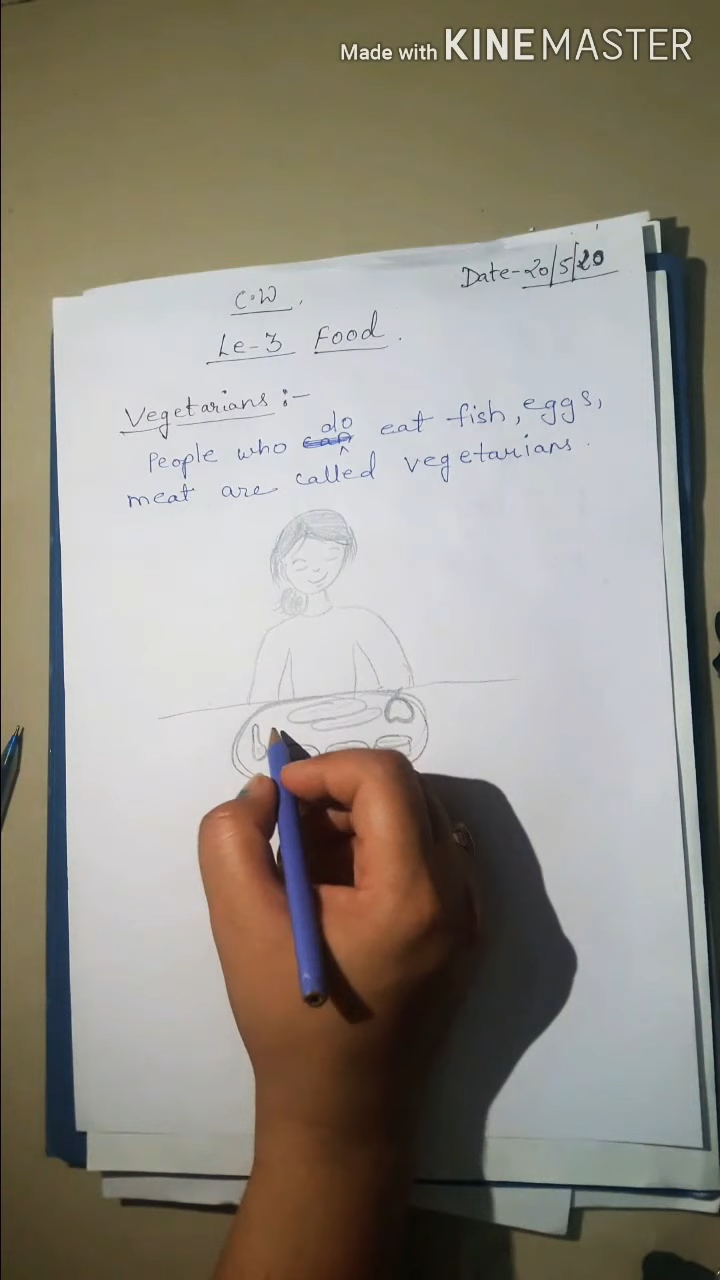 Made with KINEMASTER
Date-20/5/20
C.W.
Le-3 Food.
Vegetarians :-
People who do eat fish, eggs,
meat are called vegetarians.